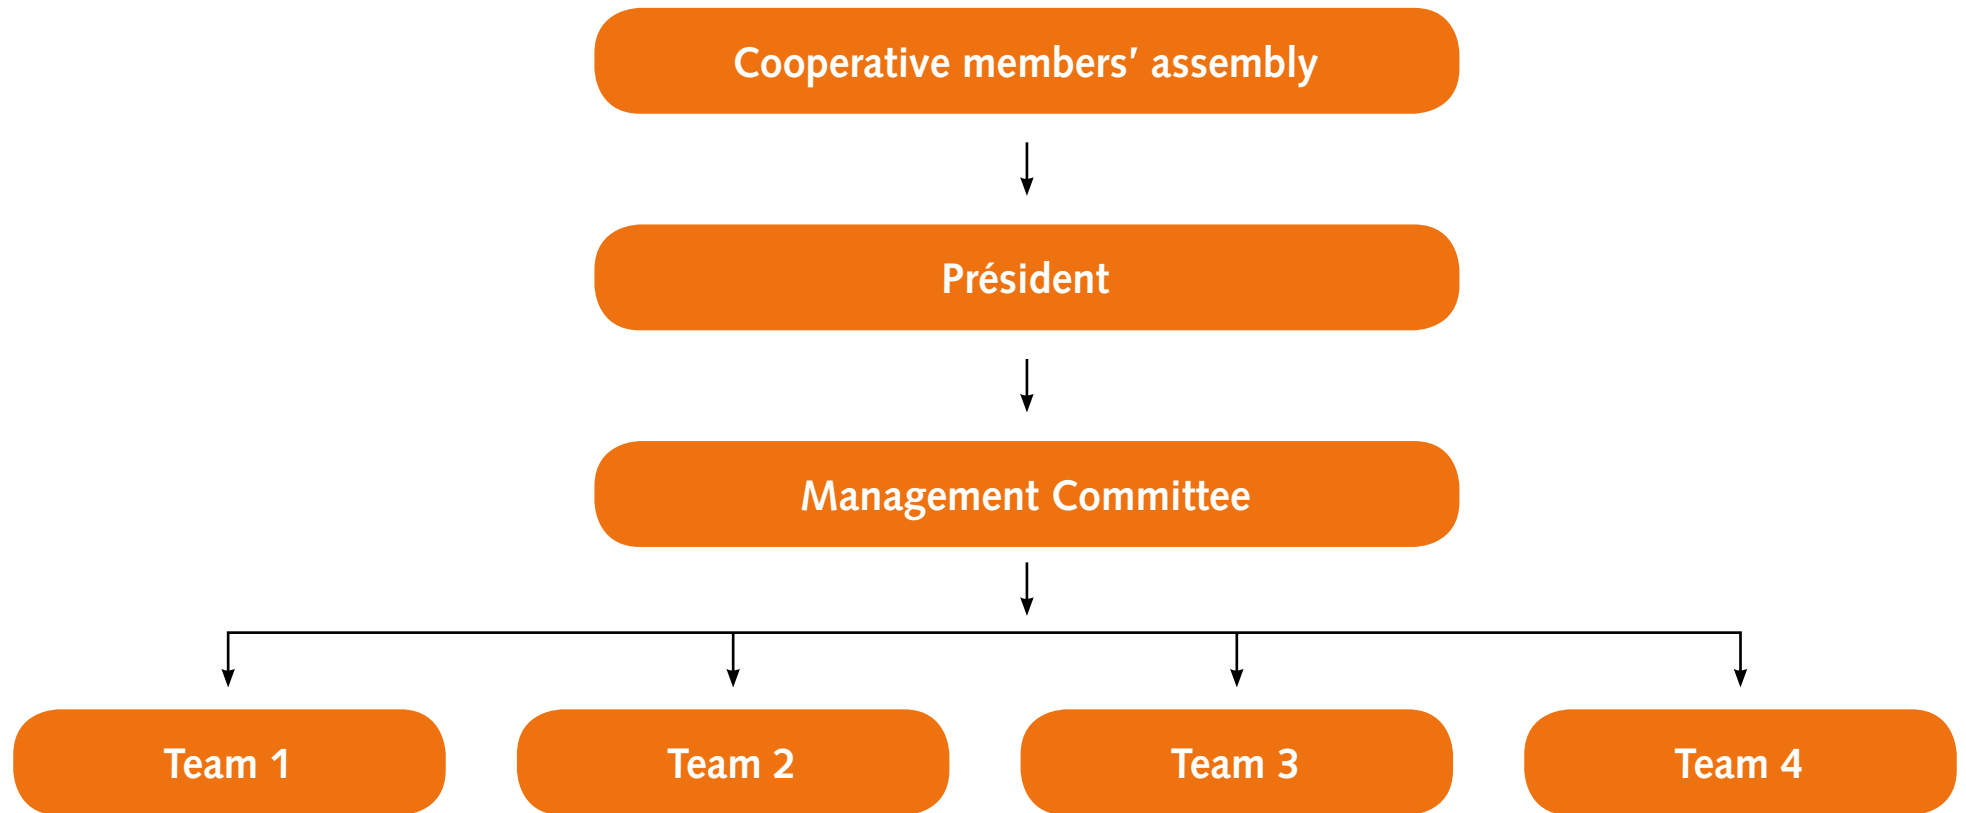 Cooperative members’ assembly
Président
Management Committee
Team 1
Team 2
Team 3
Team 4